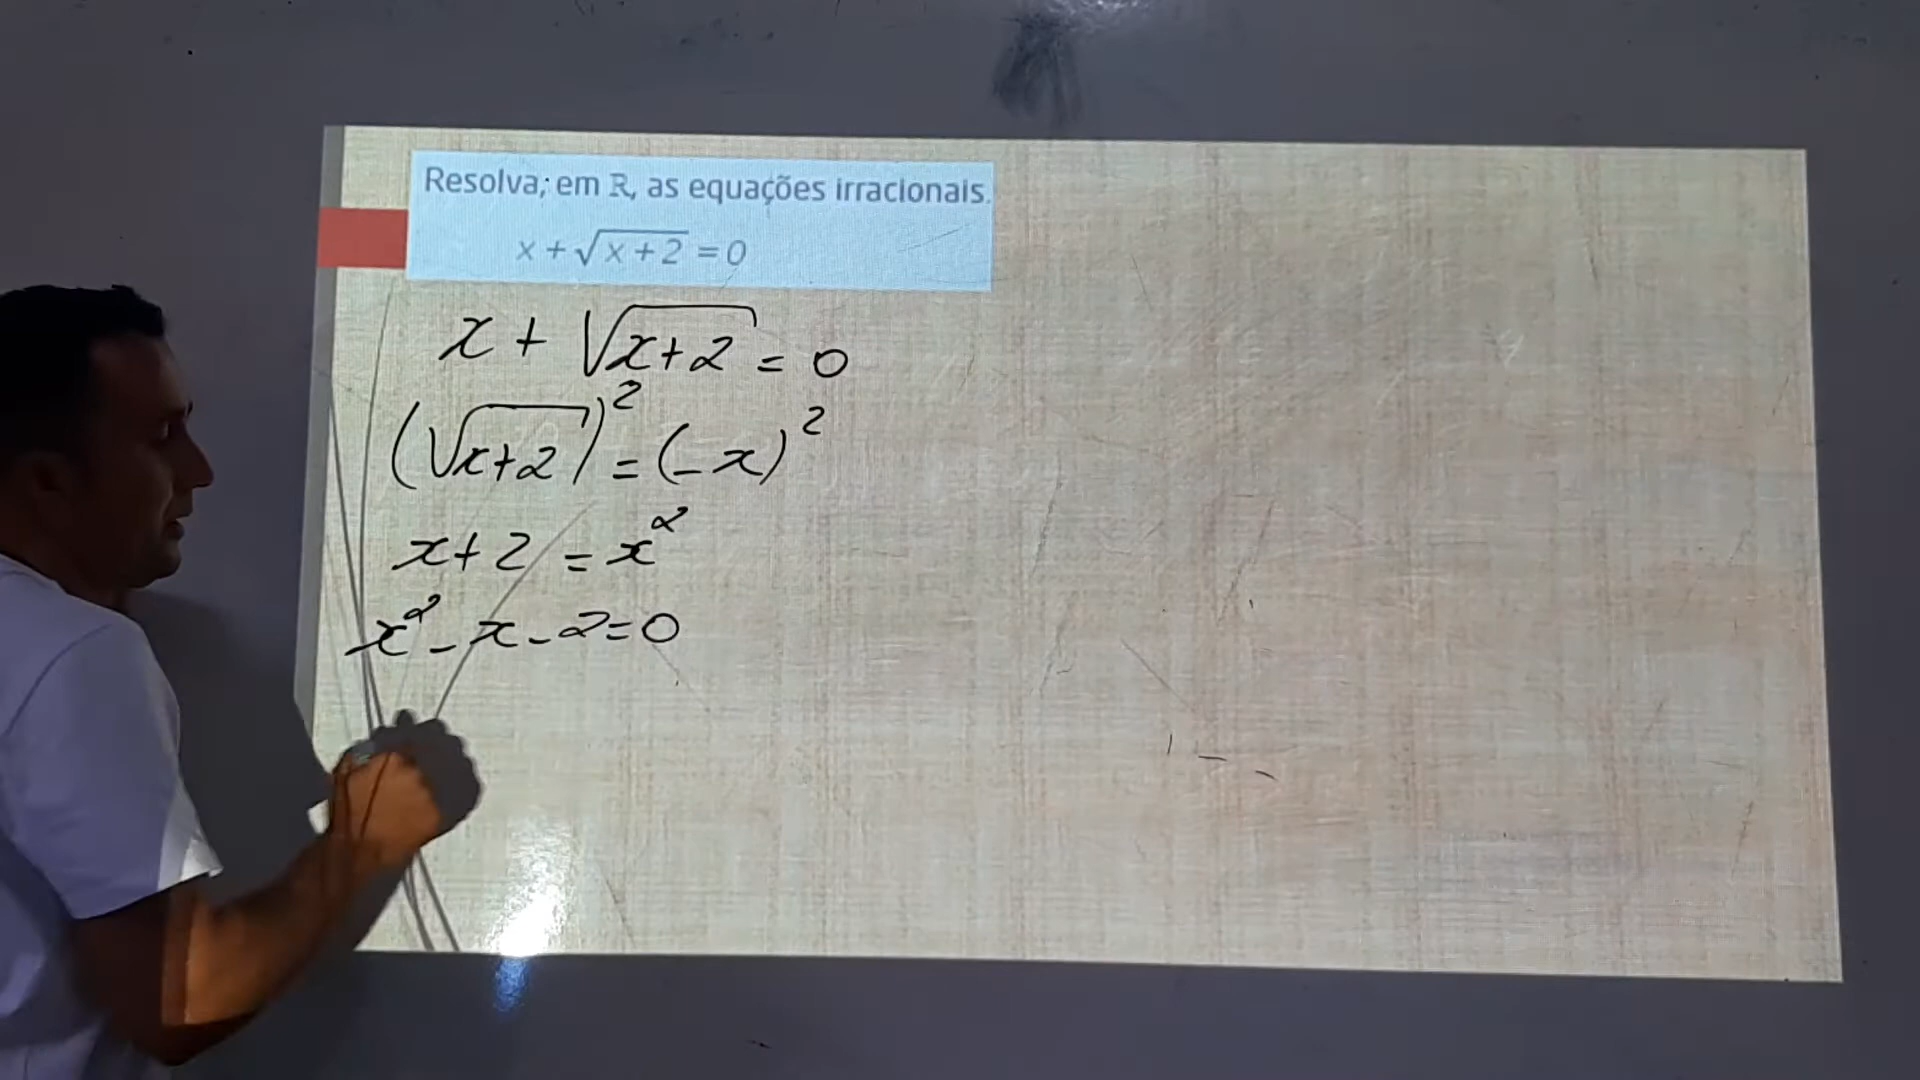 Resolva, em ℝ, as equações irracionais.
x + √x + 2 = 0
x + √x+2 = 0
(√x+2)² = (-x)²
x+2 = x²
x² - x - 2 = 0